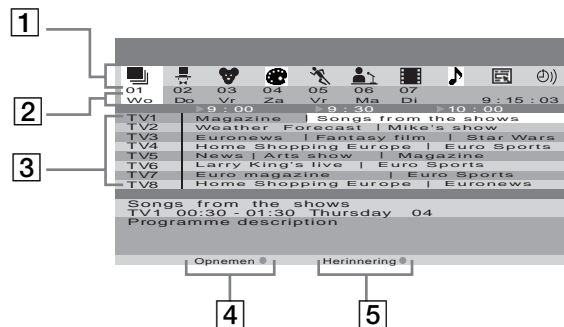 1
01 02 03 04 05 06 07
2
Wo Do Vr Za Vr Ma Di 9:15:03
9:00 9:30 10:00
TV1 Magazine | Songs from the shows
TV2 Weather Forecast | Mike's show
3
TV3 Euronews | Fantasy film | Star Wars
TV4 Home Shopping Europe | Euro Sports
TV5 News | Arts show | Magazine
TV6 Larry King's live | Euro Sports
TV7 Euro magazine | Euro Sports
TV8 Home Shopping Europe | Euronews
Songs from the shows
TV1 00:30 - 01:30 Thursday 04
Programme description
Opnemen Herinnering
4 5